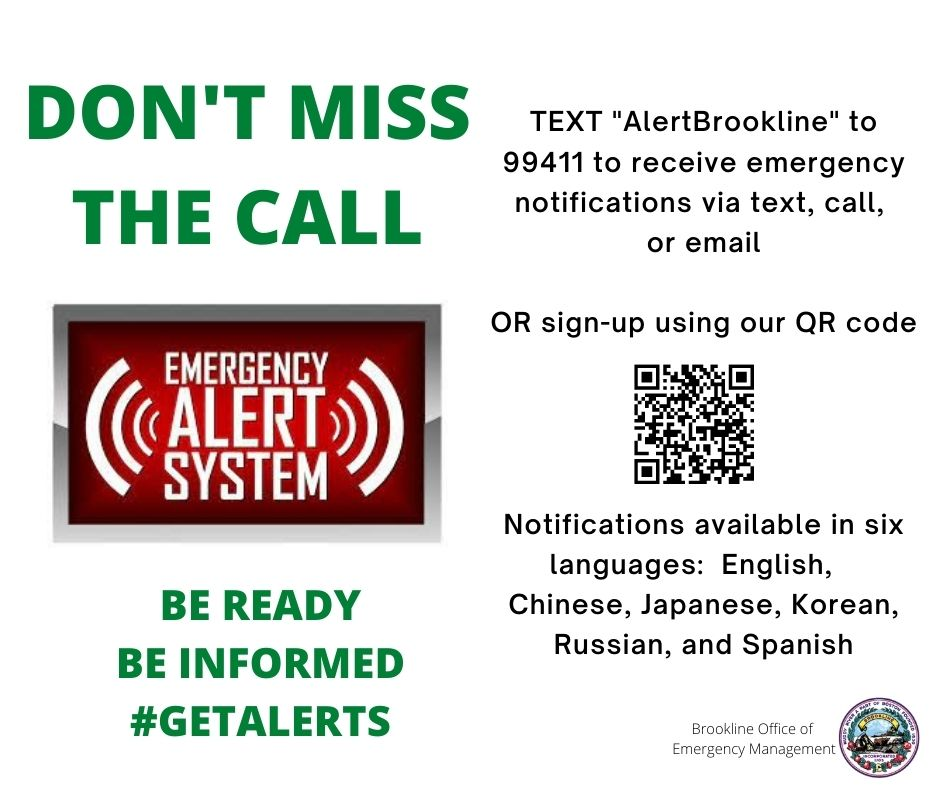 DON'T MISS
THE CALL
EMERGENCY
ALERT
SYSTEM
BE READY
BE INFORMED
#GETALERTS
TEXT "AlertBrookline" to
99411 to receive emergency
notifications via text, call,
or email
OR sign-up using our QR code
Notifications available in six
languages: English,
Chinese, Japanese, Korean,
Russian, and Spanish
Brookline Office of
Emergency Management
BROOKLINE
INCORPORATED